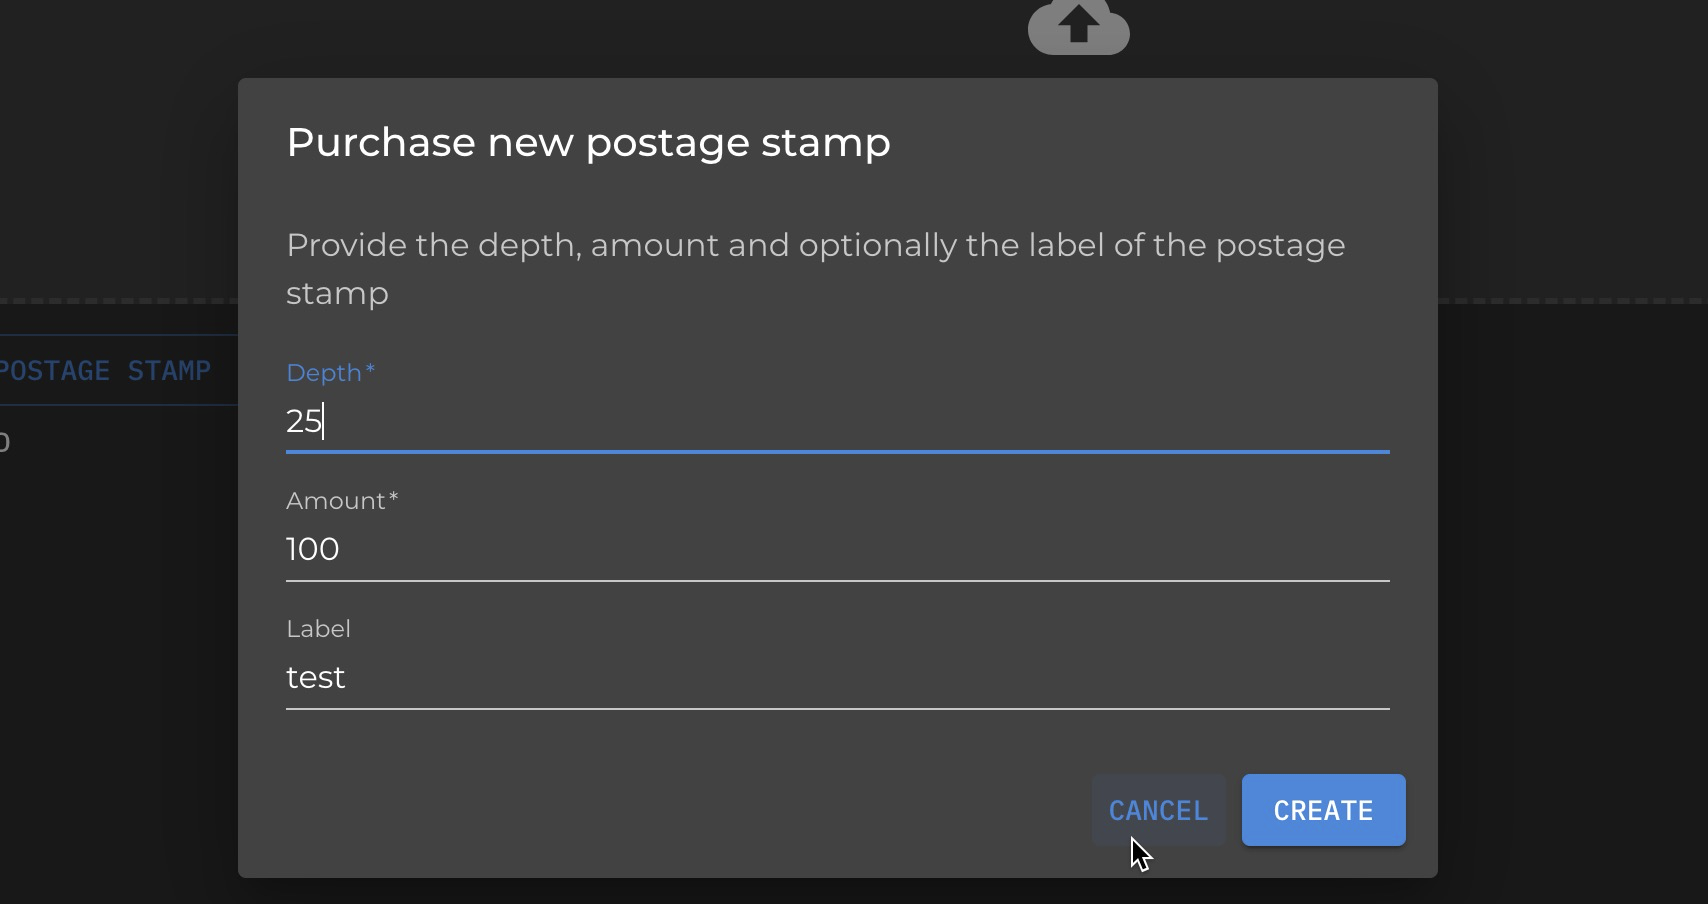 Purchase new postage stamp
Provide the depth, amount and optionally the label of the postage
stamp
Depth *
25
POSTAGE STAMP
Amount *
100
Label
test
CANCEL
CREATE